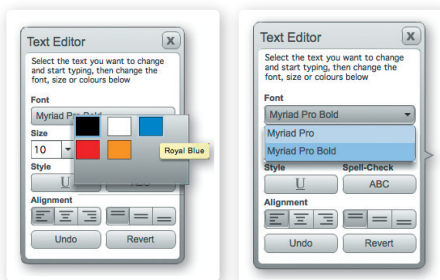 Text Editor
X
Select the text you want to change
and start typing, then change the
font, size or colours below
Font
Myriad Pro Bold
Size
10
Royal Blue
Style
U
Alignment
Undo
Revert
Text Editor
X
Select the text you want to change
and start typing, then change the
font, size or colours below
Font
Myriad Pro Bold
Myriad Pro
Myriad Pro Bold
Style
Spell-Check
U
ABC
Alignment
Undo
Revert